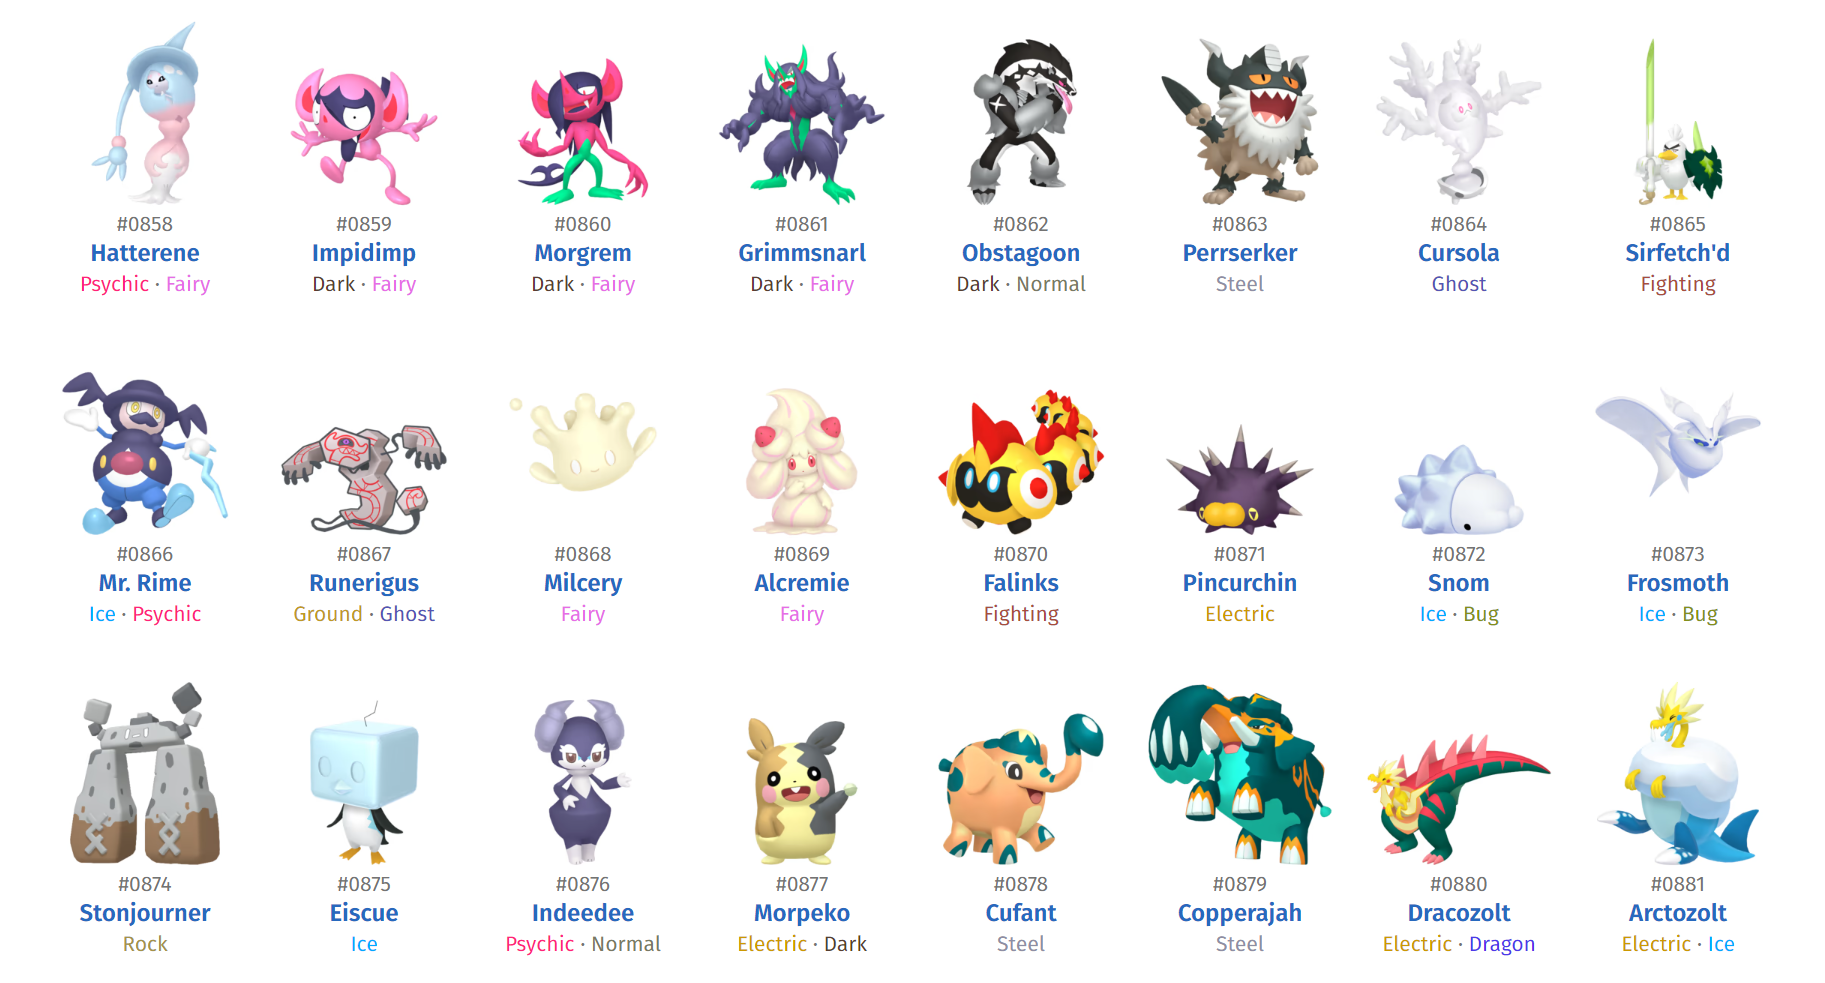 #0858 #0859 #0860 #0861 #0862 #0863 #0864 #0865
Hatterene Impidimp Morgrem Grimmsnarl Obstagoon Perrserker Cursola Sirfetch'd
Psychic · Fairy Dark · Fairy Dark · Fairy Dark · Fairy Dark · Normal Steel Ghost Fighting
#0866 #0867 #0868 #0869 #0870 #0871 #0872 #0873
Mr. Rime Runerigus Milcery Alcremie Falinks Pincurchin Snom Frosmoth
Ice · Psychic Ground · Ghost Fairy Fairy Fighting Electric Ice · Bug Ice · Bug
#0874 #0875 #0876 #0877 #0878 #0879 #0880 #0881
Stonjourner Eiscue Indeedee Morpeko Cufant Copperajah Dracozolt Arctozolt
Rock Ice Psychic · Normal Electric · Dark Steel Steel Electric · Dragon Electric · Ice